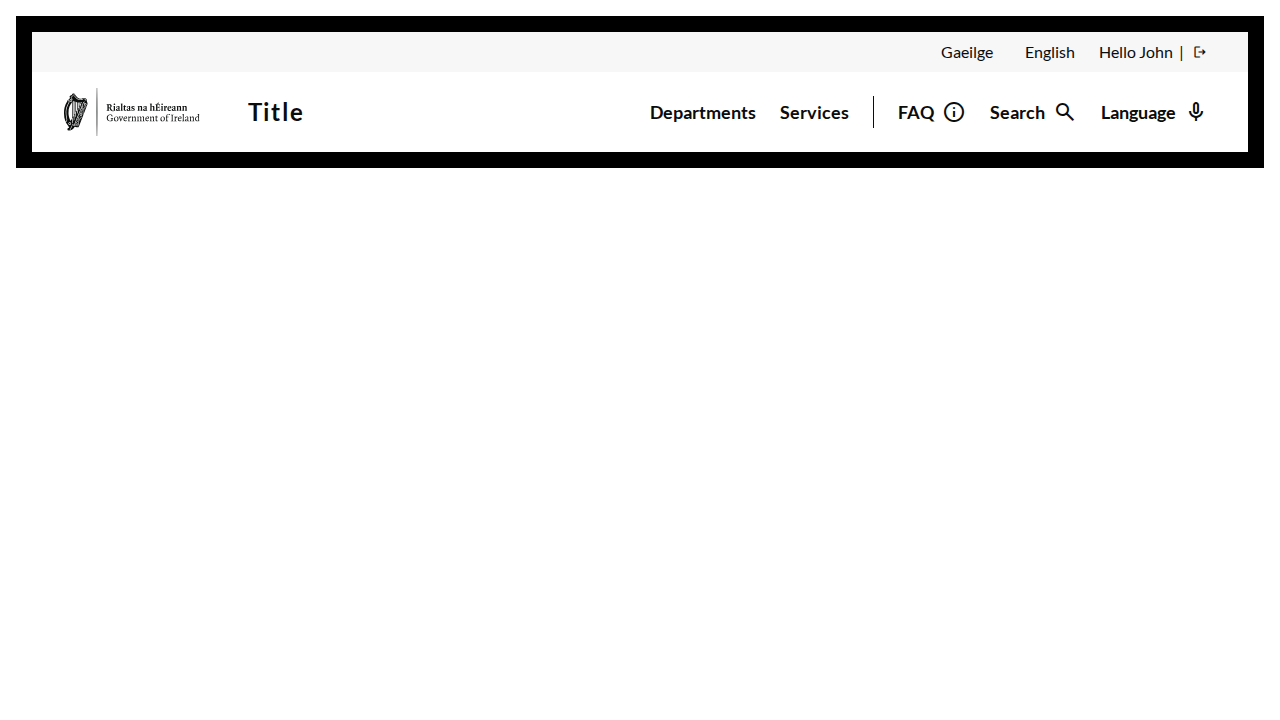 Gaeilge English Hello John |
Rialtas na hÉireann
Government of Ireland
Title
Departments Services FAQ Search Language